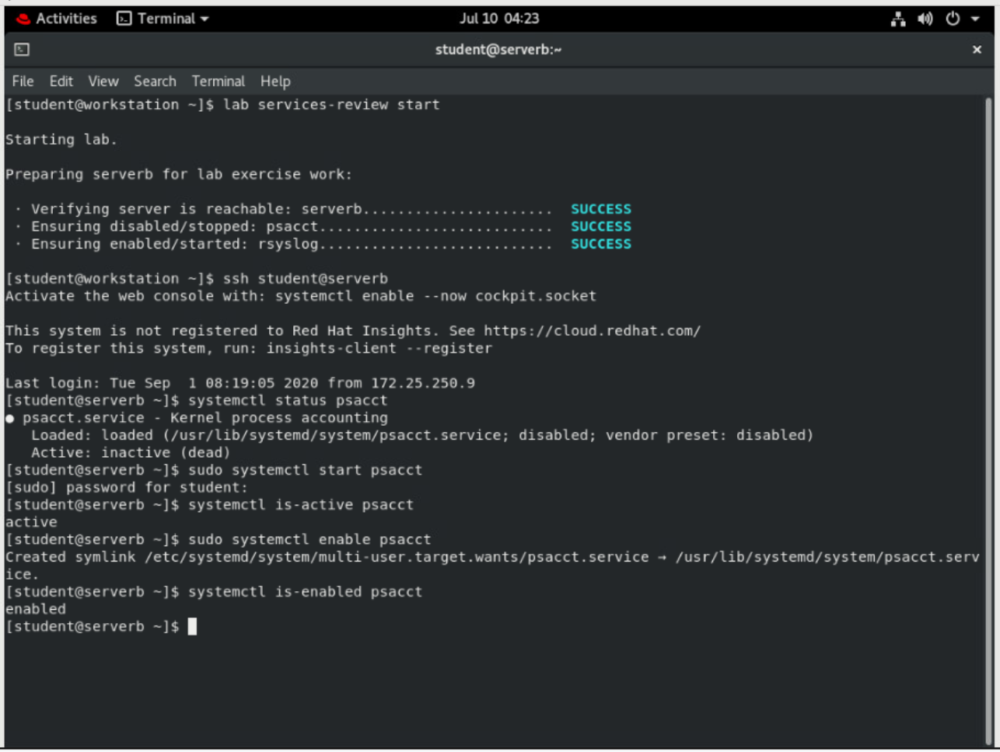 Activities Terminal Jul 10 04:23
student@serverb:~ ×
File Edit View Search Terminal Help
[student@workstation ~]$ lab services-review start
Starting lab.
Preparing serverb for lab exercise work:
· Verifying server is reachable: serverb...................... SUCCESS
· Ensuring disabled/stopped: psacct........................... SUCCESS
· Ensuring enabled/started: rsyslog........................... SUCCESS
[student@workstation ~]$ ssh student@serverb
Activate the web console with: systemctl enable --now cockpit.socket
This system is not registered to Red Hat Insights. See https://cloud.redhat.com/
To register this system, run: insights-client --register
Last login: Tue Sep  1 08:19:05 2020 from 172.25.250.9
[student@serverb ~]$ systemctl status psacct
● psacct.service - Kernel process accounting
Loaded: loaded (/usr/lib/systemd/system/psacct.service; disabled; vendor preset: disabled)
Active: inactive (dead)
[student@serverb ~]$ sudo systemctl start psacct
[sudo] password for student:
[student@serverb ~]$ systemctl is-active psacct
active
[student@serverb ~]$ sudo systemctl enable psacct
Created symlink /etc/systemd/system/multi-user.target.wants/psacct.service → /usr/lib/systemd/system/psacct.serv
ice.
[student@serverb ~]$ systemctl is-enabled psacct
enabled
[student@serverb ~]$